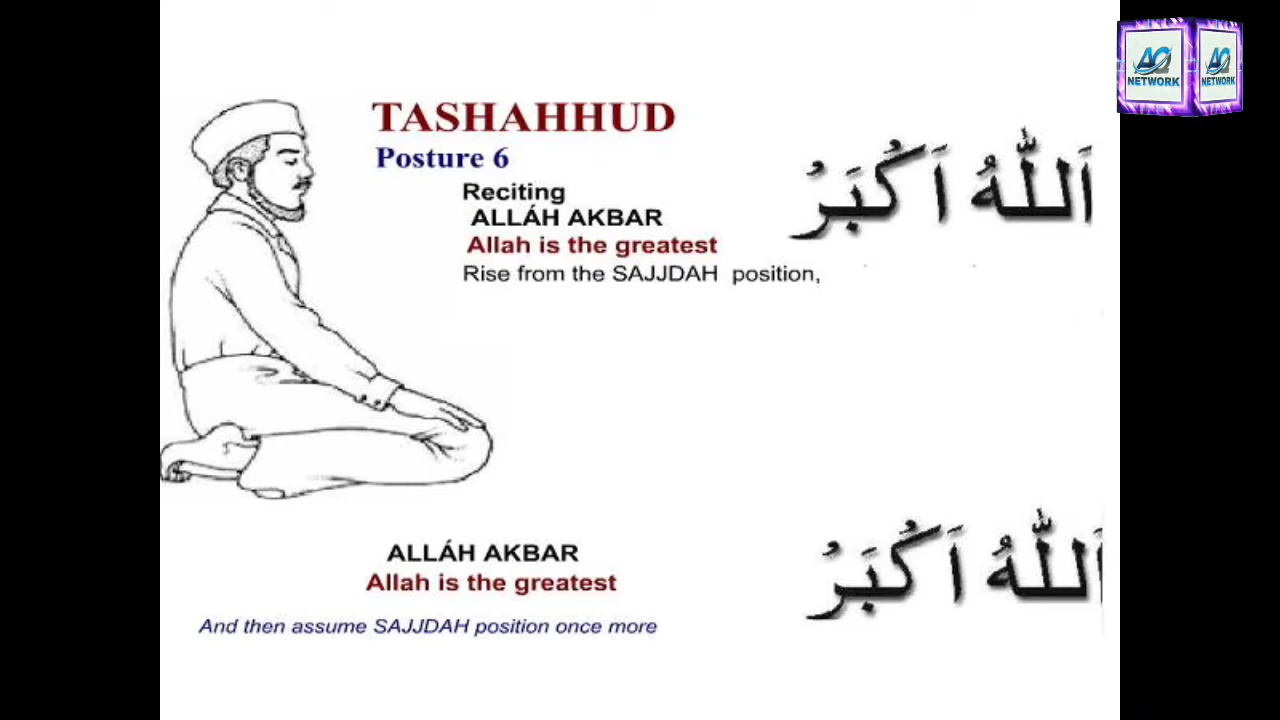 TASHAHHUD
Posture 6
Reciting
ALLÁH AKBAR
Allah is the greatest
Rise from the SAJJDAH position,
اَللّٰهُ اَكْبَرُ
ALLÁH AKBAR
Allah is the greatest
اَللّٰهُ اَكْبَرُ
And then assume SAJJDAH position once more
AQ
NETWORK
AQ
NETWORK